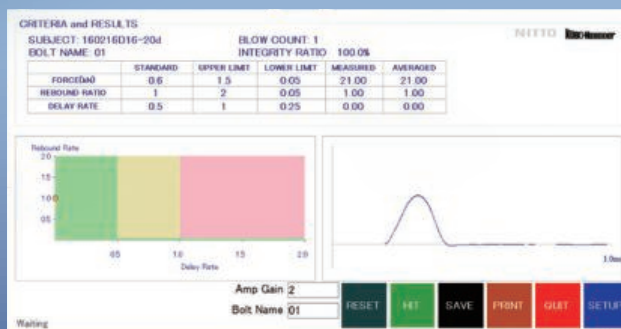 CRITERIA and RESULTS
SUBJECT: 160216D16-20d BLOW COUNT: 1
BOLT NAME: 01 INTEGRITY RATIO 100.0%
NITTO
STANDARD UPPER LIMIT LOWER LIMIT MEASURED AVERAGED
0.6 1.5 0.05 21.00 21.00
REBOUND RATIO 1 2 0.05 1.00 1.00
DELAY RATE 0.5 1 0.25 0.00 0.00
Rebound Rate
2.0
1.5
1.0
0.5
0.5 1.0 1.5 2.0
Delay Rate
1.0ms
Amp Gain 2
Bolt Name 01
RESET HIT SAVE PRINT QUIT SETUP
Waiting